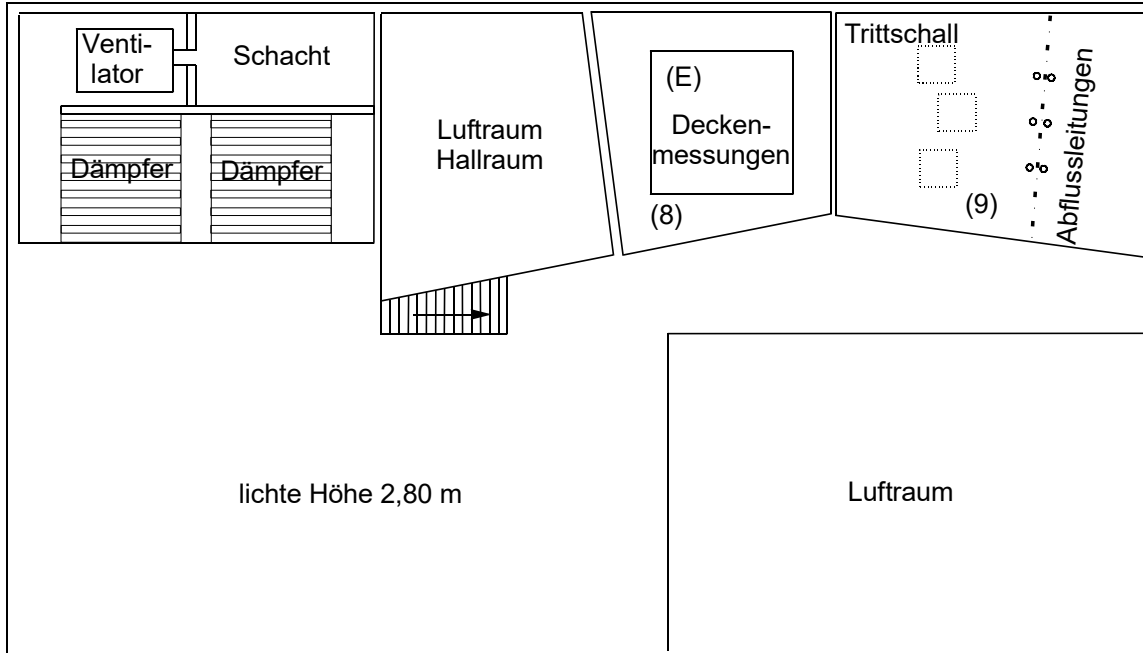 Venti-
lator
Schacht
Dämpfer
Dämpfer
Luftraum
Hallraum
(E)
Decken-
messungen
(8)
Trittschall
(9)
Abflussleitungen
lichte Höhe 2,80 m
Luftraum